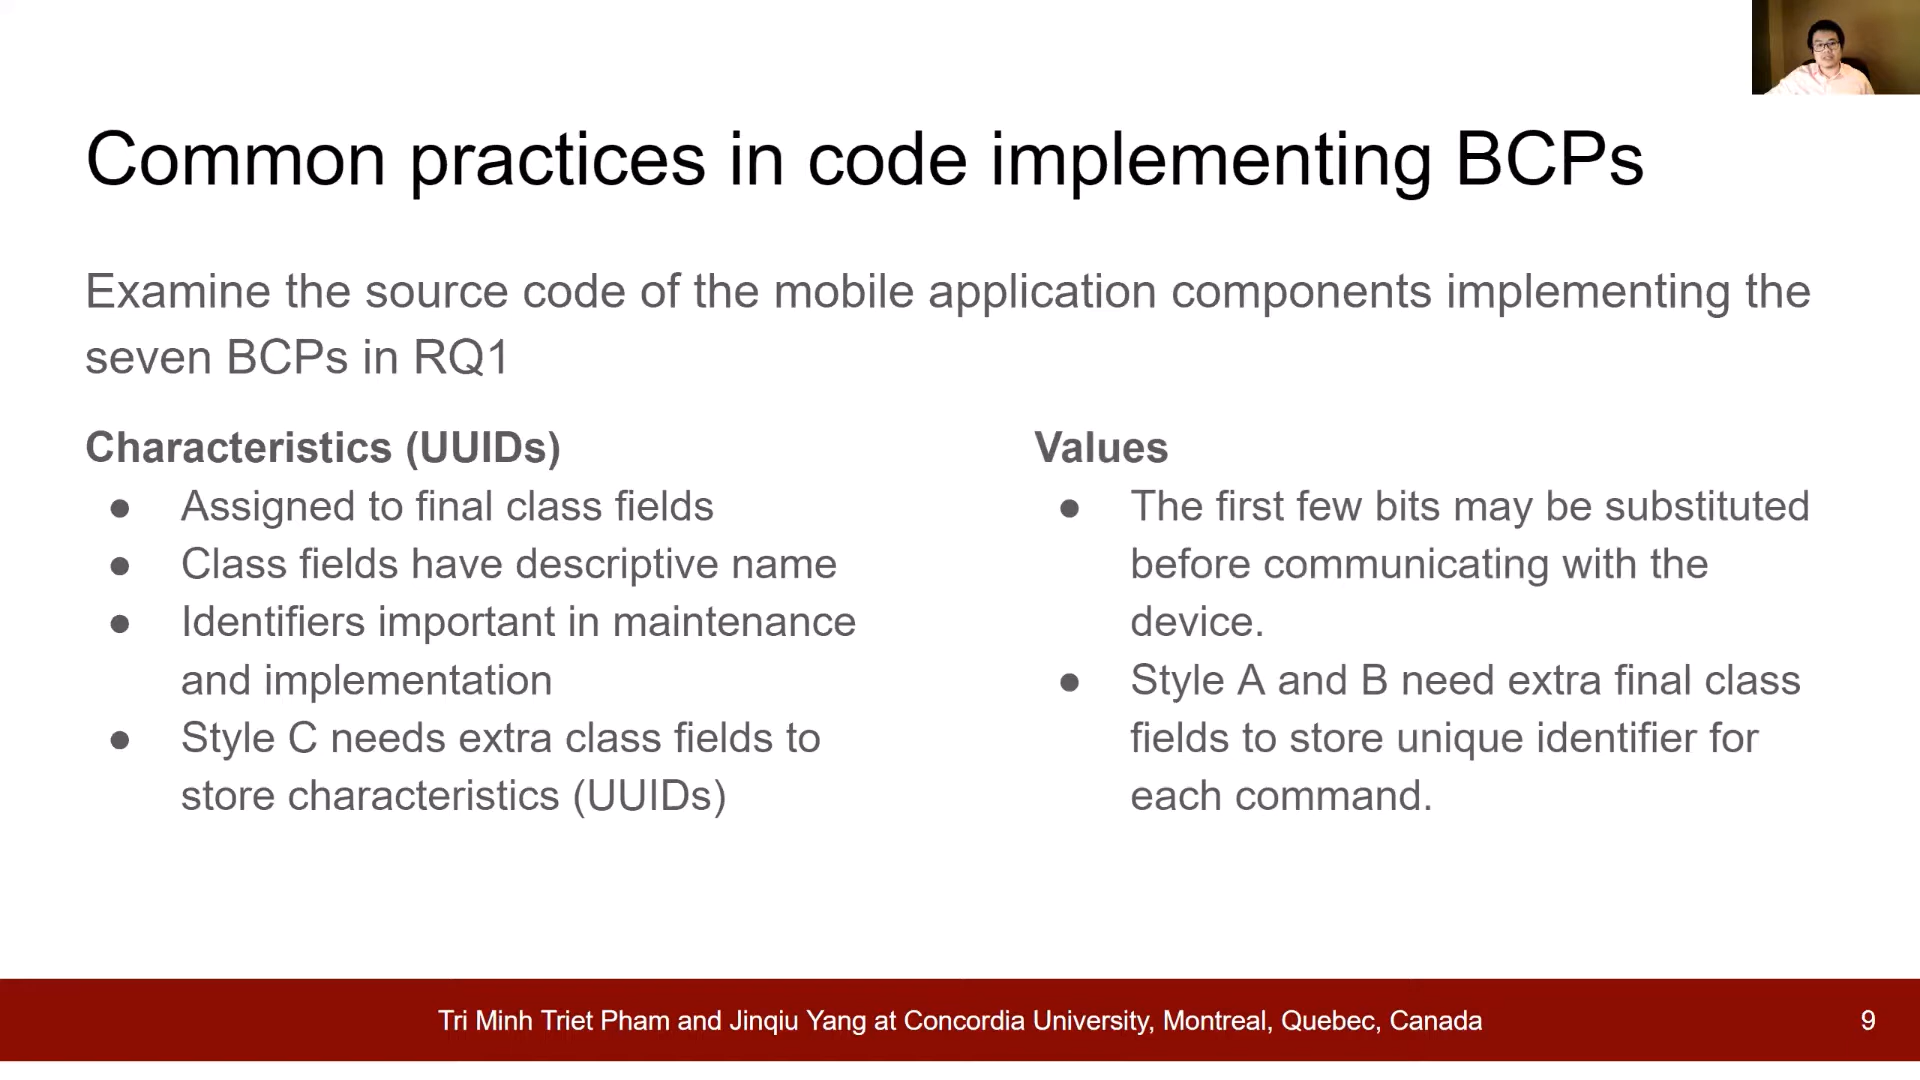 Common practices in code implementing BCPs
Examine the source code of the mobile application components implementing the
seven BCPs in RQ1
Characteristics (UUIDs)
● Assigned to final class fields
● Class fields have descriptive name
● Identifiers important in maintenance
and implementation
● Style C needs extra class fields to
store characteristics (UUIDs)
Values
● The first few bits may be substituted
before communicating with the
device.
● Style A and B need extra final class
fields to store unique identifier for
each command.
Tri Minh Triet Pham and Jinqiu Yang at Concordia University, Montreal, Quebec, Canada
9